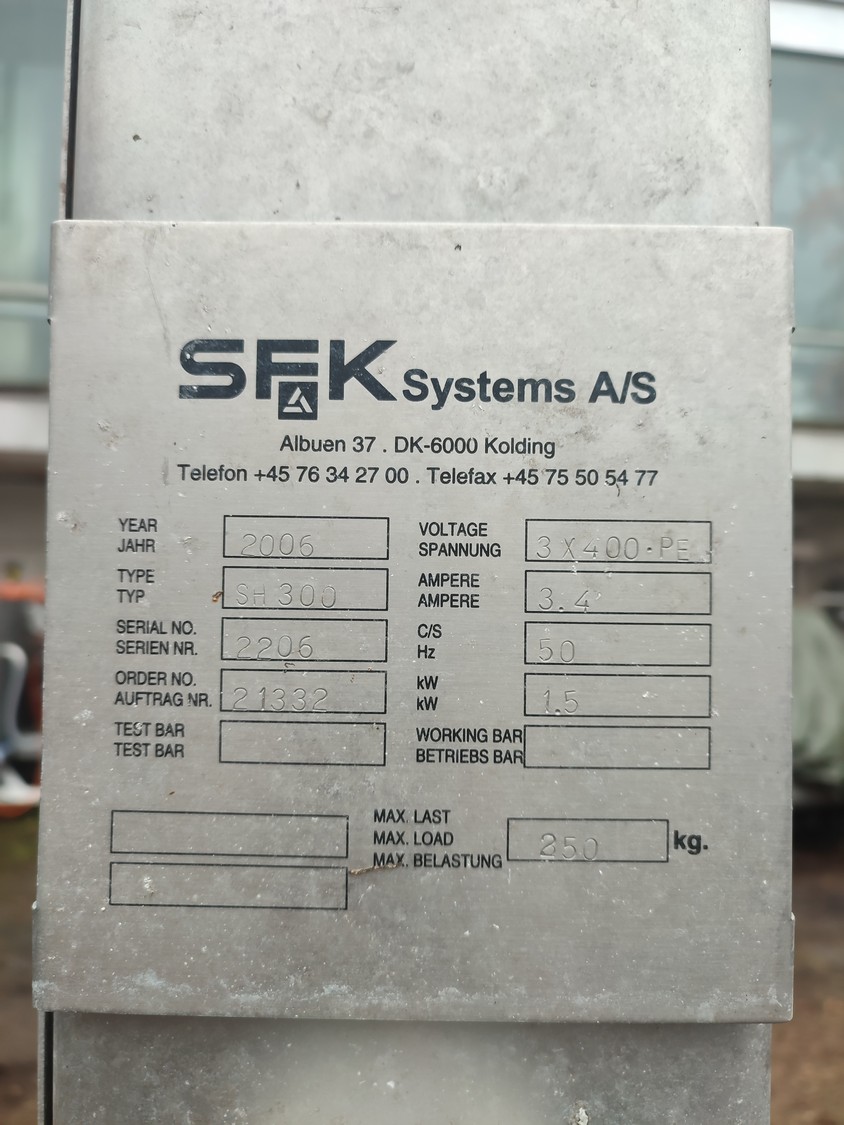 SFK Systems A/S
Albuen 37 . DK-6000 Kolding
Telefon +45 76 34 27 00 . Telefax +45 75 50 54 77
YEAR
JAHR 2006
VOLTAGE
SPANNUNG 3X400·PE
TYPE
TYP SH 300
AMPERE
AMPERE 3.4
SERIAL NO.
SERIEN NR. 2206
C/S
Hz 50
ORDER NO.
AUFTRAG NR. 21332
kW
kW 1.5
TEST BAR
TEST BAR
WORKING BAR
BETRIEBS BAR
MAX. LAST
MAX. LOAD 250 kg.
MAX. BELASTUNG